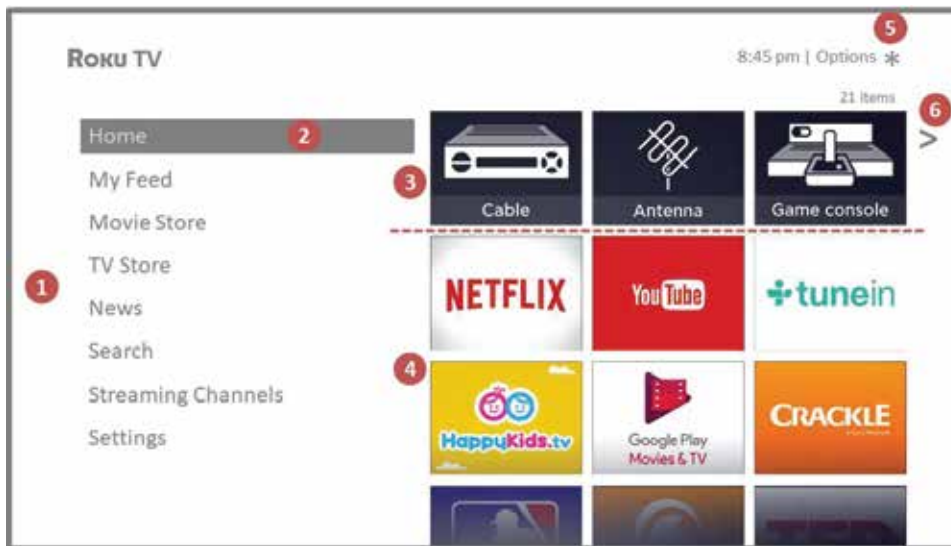 5
ROKU TV
8:45 pm | Options *
21 items
6
>
Home 2
My Feed
Movie Store
1
TV Store
News
Search
Streaming Channels
Settings
3
Cable
Antenna
Game console
NETFLIX
YouTube
tunein
4
HappyKids.tv
Google Play
Movies & TV
CRACKLE